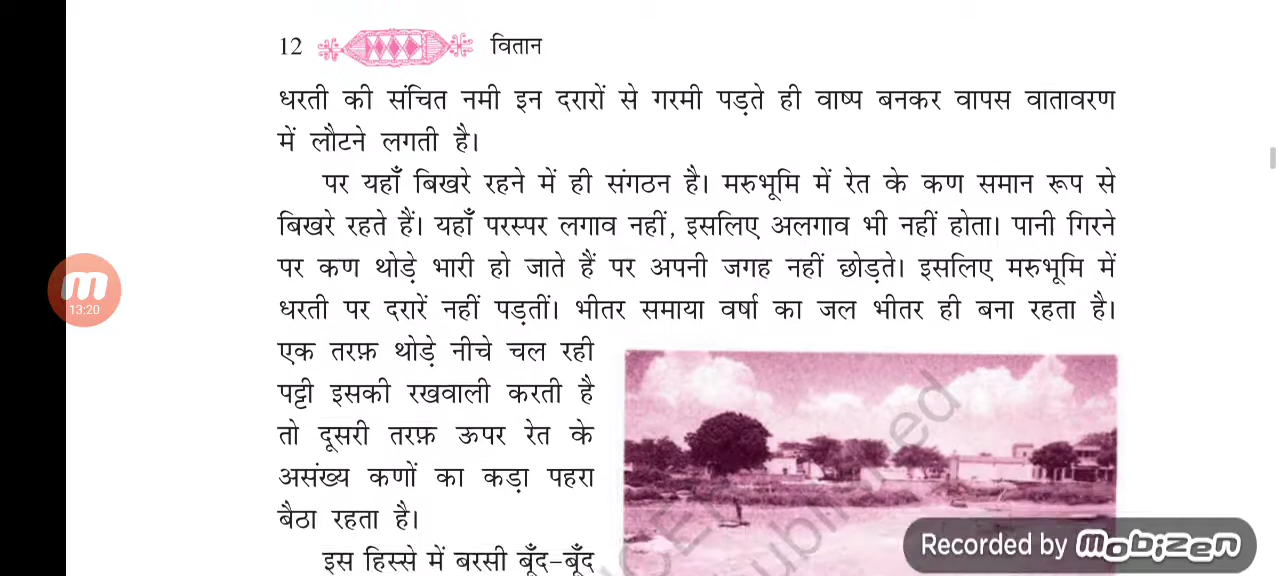 12 वितान
धरती की संचित नमी इन दरारों से गरमी पड़ते ही वाष्प बनकर वापस वातावरण
में लौटने लगती है।
पर यहाँ बिखरे रहने में ही संगठन है। मरुभूमि में रेत के कण समान रूप से
बिखरे रहते हैं। यहाँ परस्पर लगाव नहीं, इसलिए अलगाव भी नहीं होता। पानी गिरने
पर कण थोड़े भारी हो जाते हैं पर अपनी जगह नहीं छोड़ते। इसलिए मरुभूमि में
धरती पर दरारें नहीं पड़तीं। भीतर समाया वर्षा का जल भीतर ही बना रहता है।
एक तरफ़ थोड़े नीचे चल रही
पट्टी इसकी रखवाली करती है
तो दूसरी तरफ़ ऊपर रेत के
असंख्य कणों का कड़ा पहरा
बैठा रहता है।
इस हिस्से में बरसी बूँद-बूँद
13:20
Recorded by mobizen